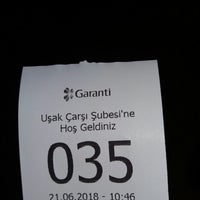 Garanti
Uşak Çarşı Şubesi'ne
Hoş Geldiniz
035
21.06.2018 - 10:46